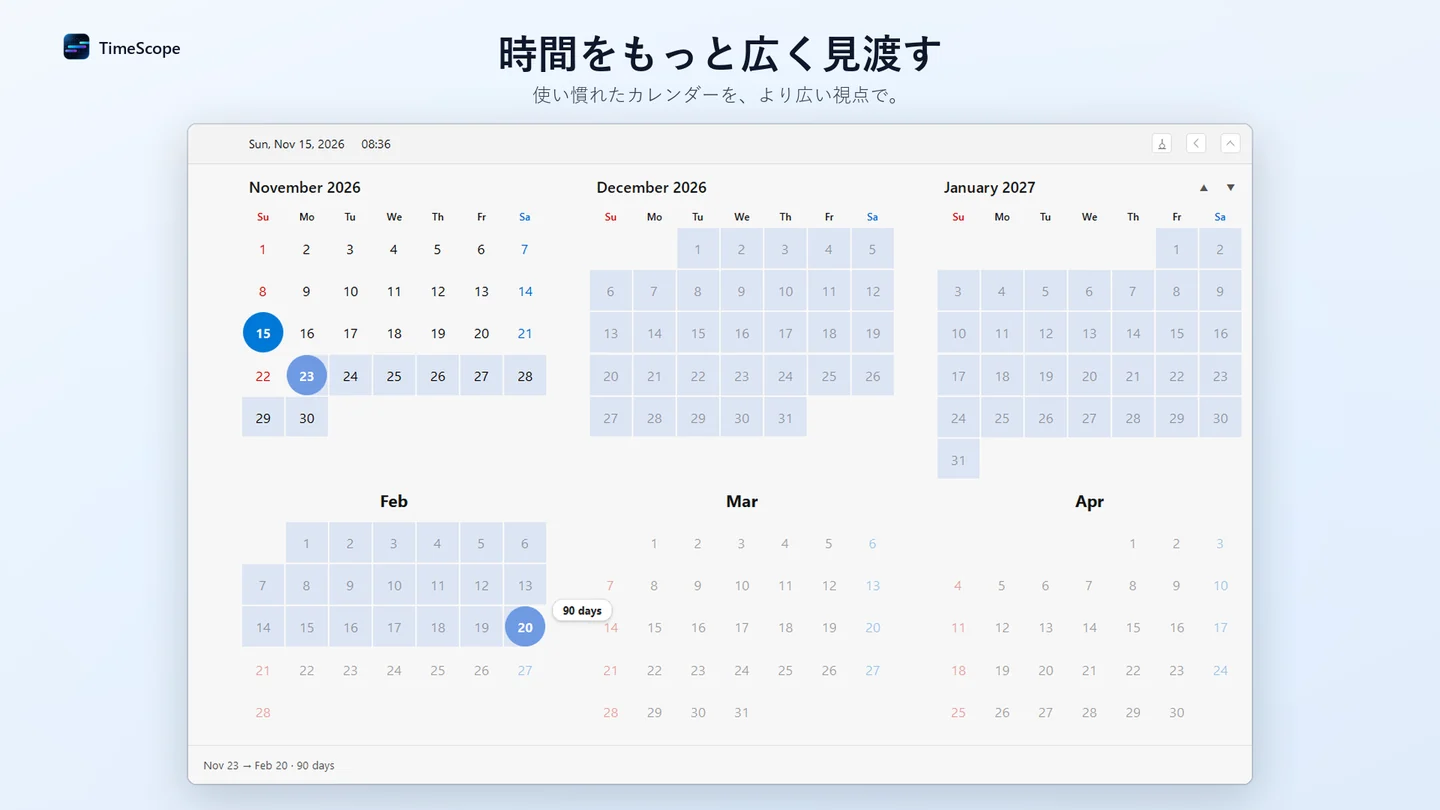 TimeScope
時間をもっと広く見渡す
使い慣れたカレンダーを、より広い視点で。
Sun, Nov 15, 2026 08:36
November 2026
Su Mo Tu We Th Fr Sa
1 2 3 4 5 6 7
8 9 10 11 12 13 14
15 16 17 18 19 20 21
22 23 24 25 26 27 28
29 30
December 2026
Su Mo Tu We Th Fr Sa
1 2 3 4 5
6 7 8 9 10 11 12
13 14 15 16 17 18 19
20 21 22 23 24 25 26
27 28 29 30 31
January 2027
▲ ▼
Su Mo Tu We Th Fr Sa
1 2
3 4 5 6 7 8 9
10 11 12 13 14 15 16
17 18 19 20 21 22 23
24 25 26 27 28 29 30
31
Feb
1 2 3 4 5 6
7 8 9 10 11 12 13
14 15 16 17 18 19 20
21 22 23 24 25 26 27
28
90 days
Mar
1 2 3 4 5 6
7 8 9 10 11 12 13
14 15 16 17 18 19 20
21 22 23 24 25 26 27
28 29 30 31
Apr
1 2 3
4 5 6 7 8 9 10
11 12 13 14 15 16 17
18 19 20 21 22 23 24
25 26 27 28 29 30
Nov 23 → Feb 20 · 90 days